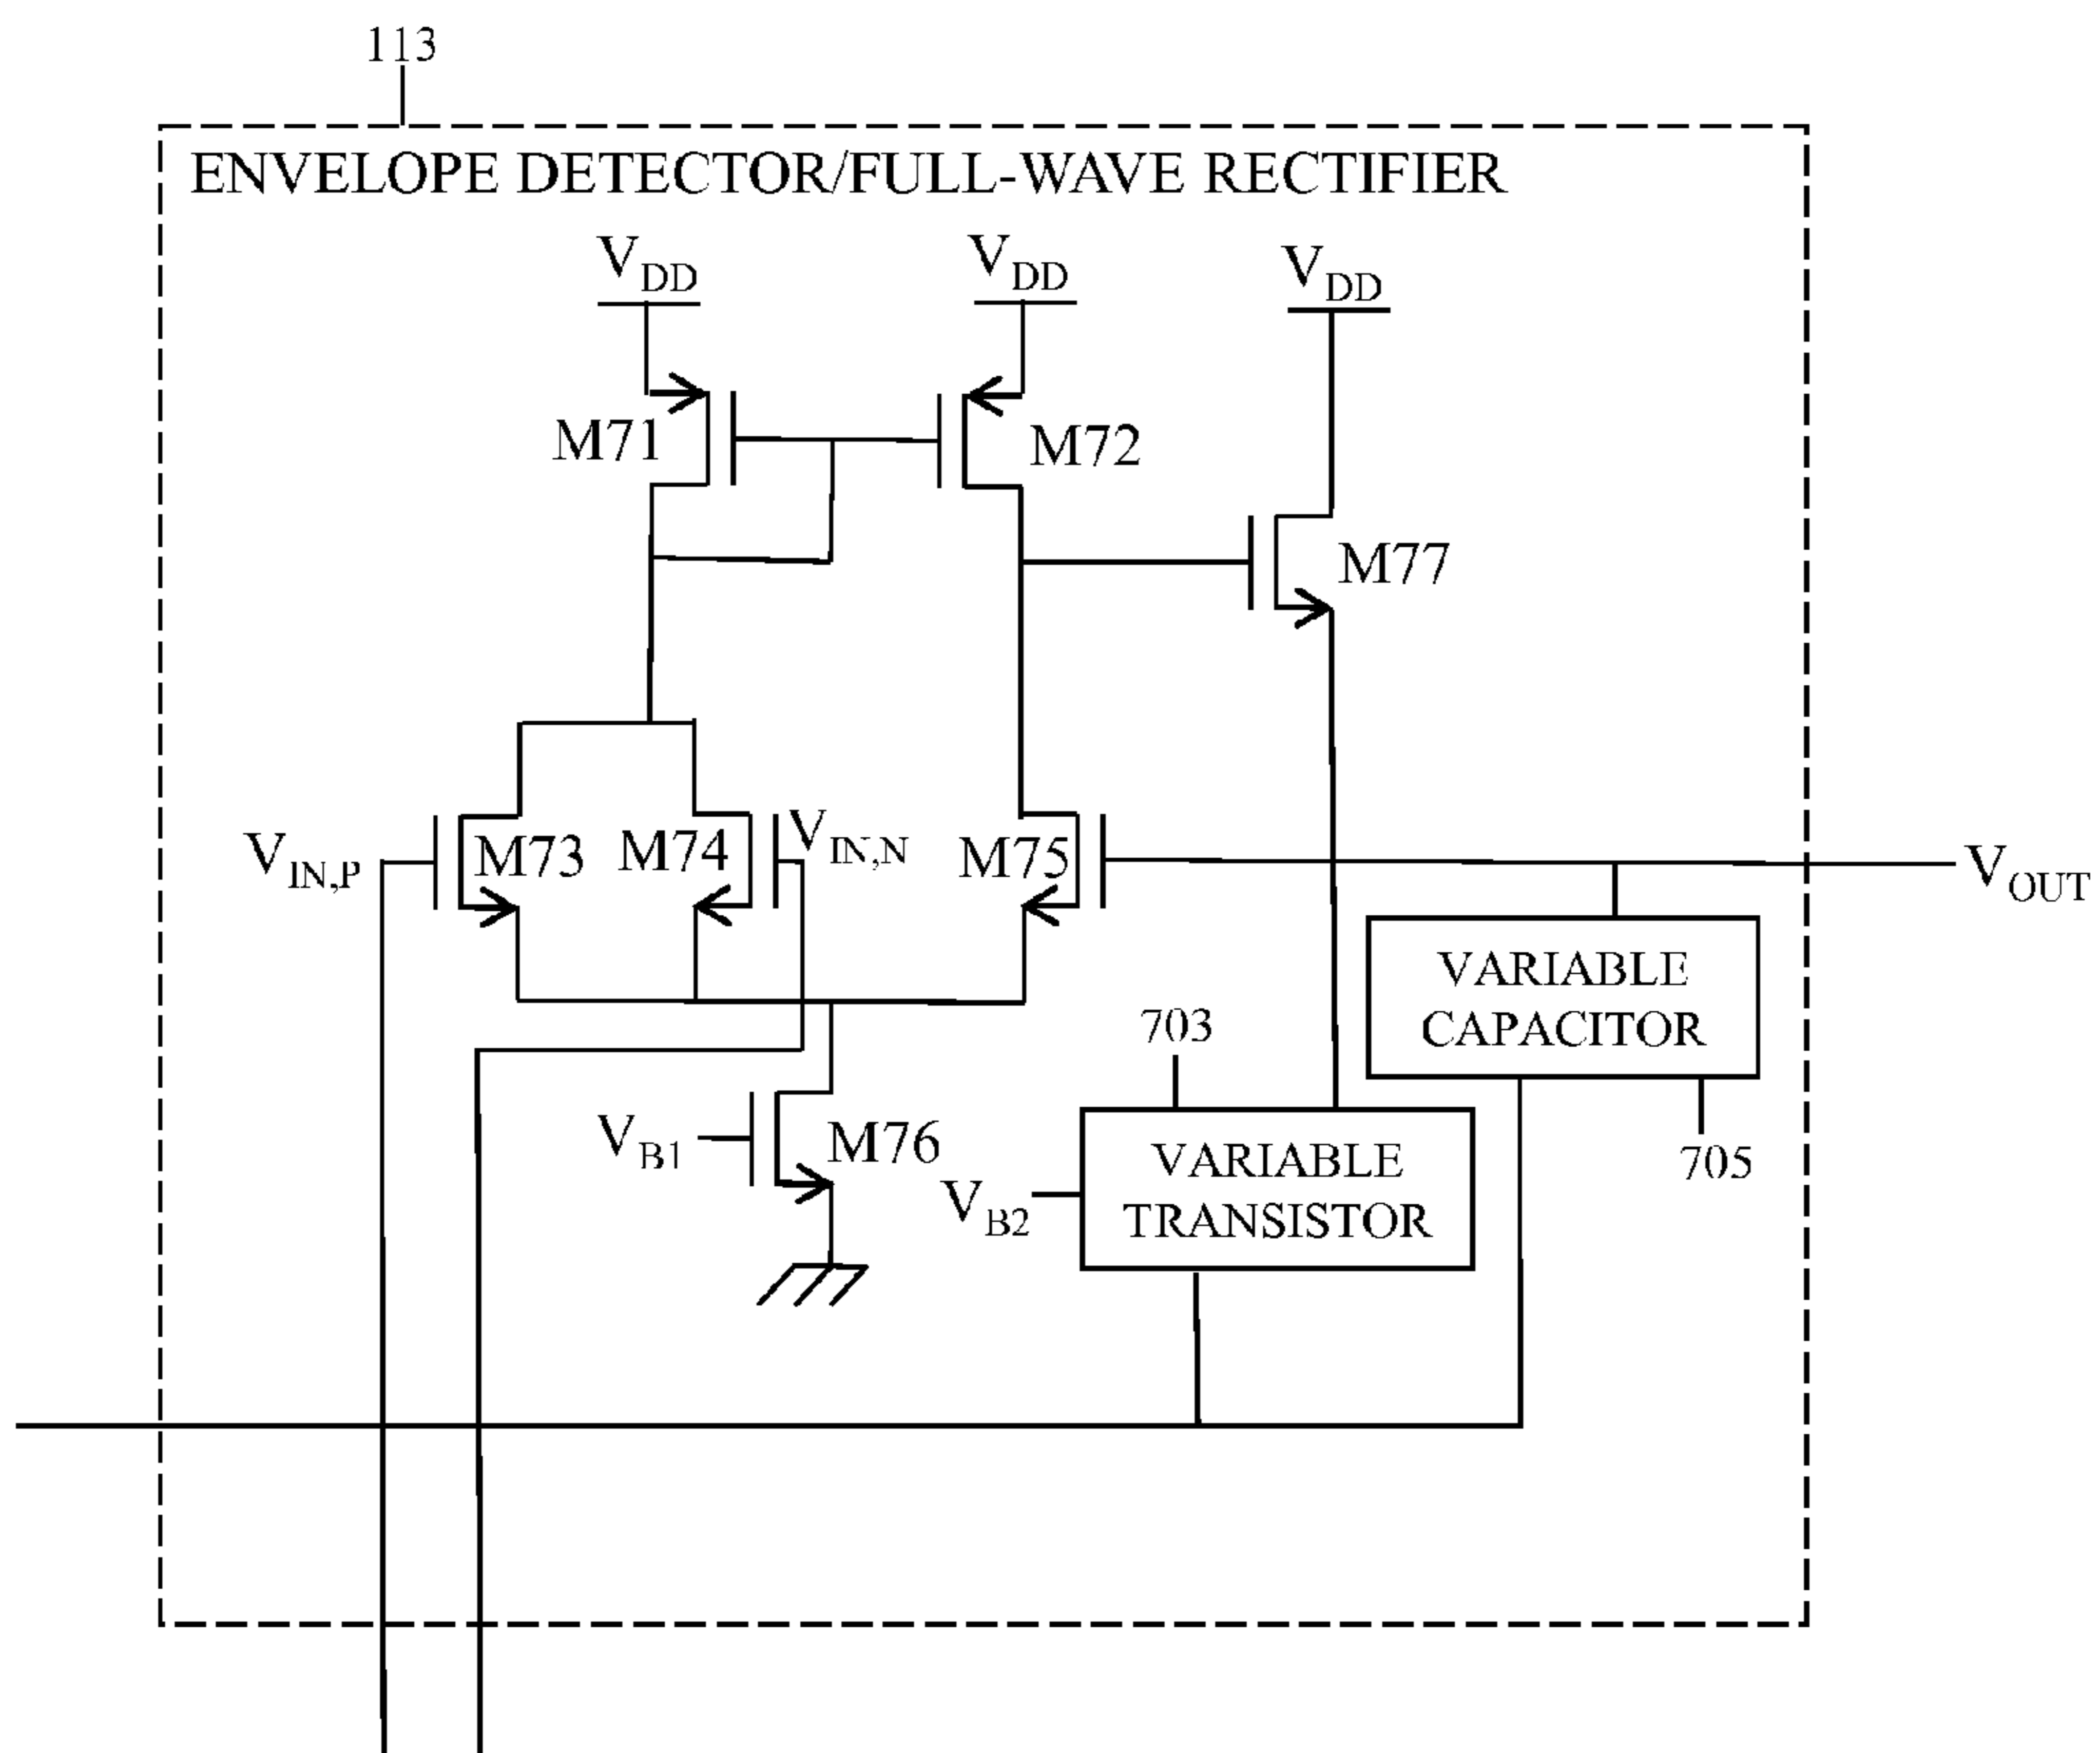 113
ENVELOPE DETECTOR/FULL-WAVE RECTIFIER
VDD
VDD
VDD
M71
M72
M77
VIN,P
M73
M74
VIN,N
M75
VOUT
VARIABLE
CAPACITOR
703
705
VB1
M76
VB2
VARIABLE
TRANSISTOR